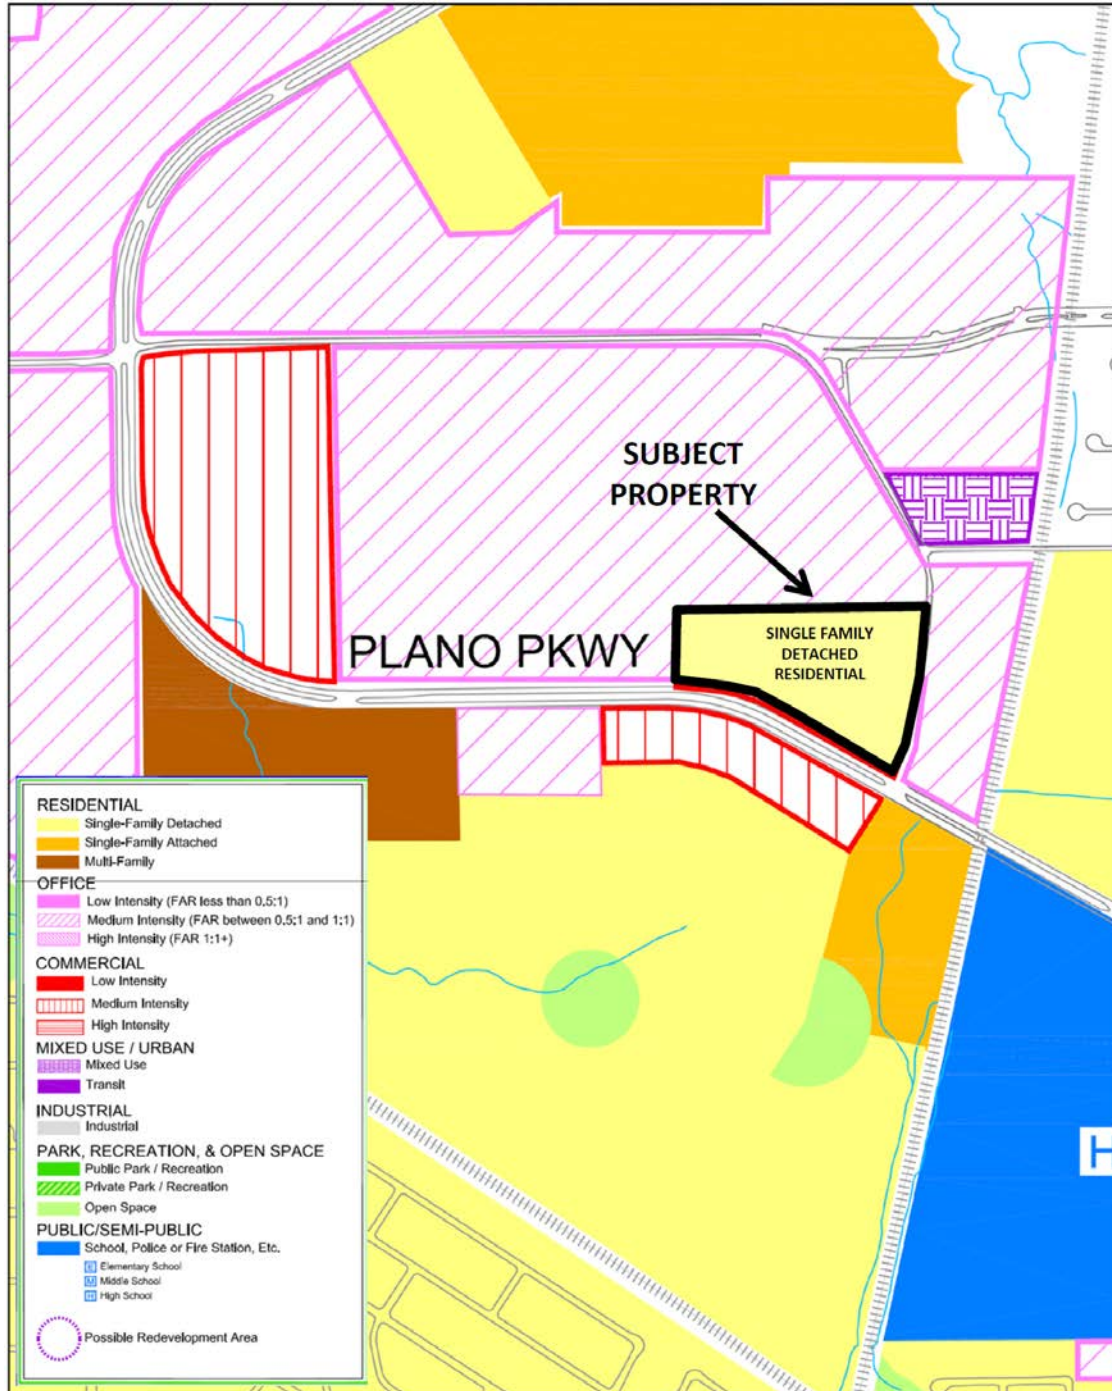 SUBJECT
PROPERTY
SINGLE FAMILY
DETACHED
RESIDENTIAL
PLANO PKWY
RESIDENTIAL
Single-Family Detached
Single-Family Attached
Multi-Family
OFFICE
Low Intensity (FAR less than 0.5:1)
Medium Intensity (FAR between 0.5:1 and 1:1)
High Intensity (FAR 1:1+)
COMMERCIAL
Low Intensity
Medium Intensity
High Intensity
MIXED USE / URBAN
Mixed Use
Transit
INDUSTRIAL
Industrial
PARK, RECREATION, & OPEN SPACE
Public Park / Recreation
Private Park / Recreation
Open Space
PUBLIC/SEMI-PUBLIC
School, Police or Fire Station, Etc.
E Elementary School
M Middle School
H High School
Possible Redevelopment Area
H